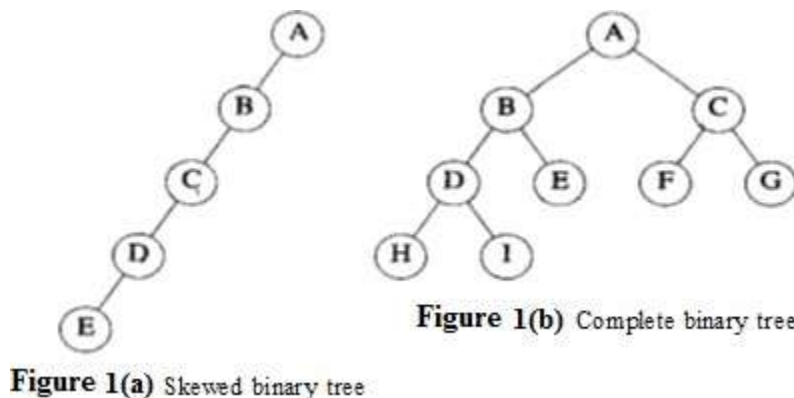 A
B
C
D
E
Figure 1(a) Skewed binary tree
A
B
C
D
E
F
G
H
I
Figure 1(b) Complete binary tree